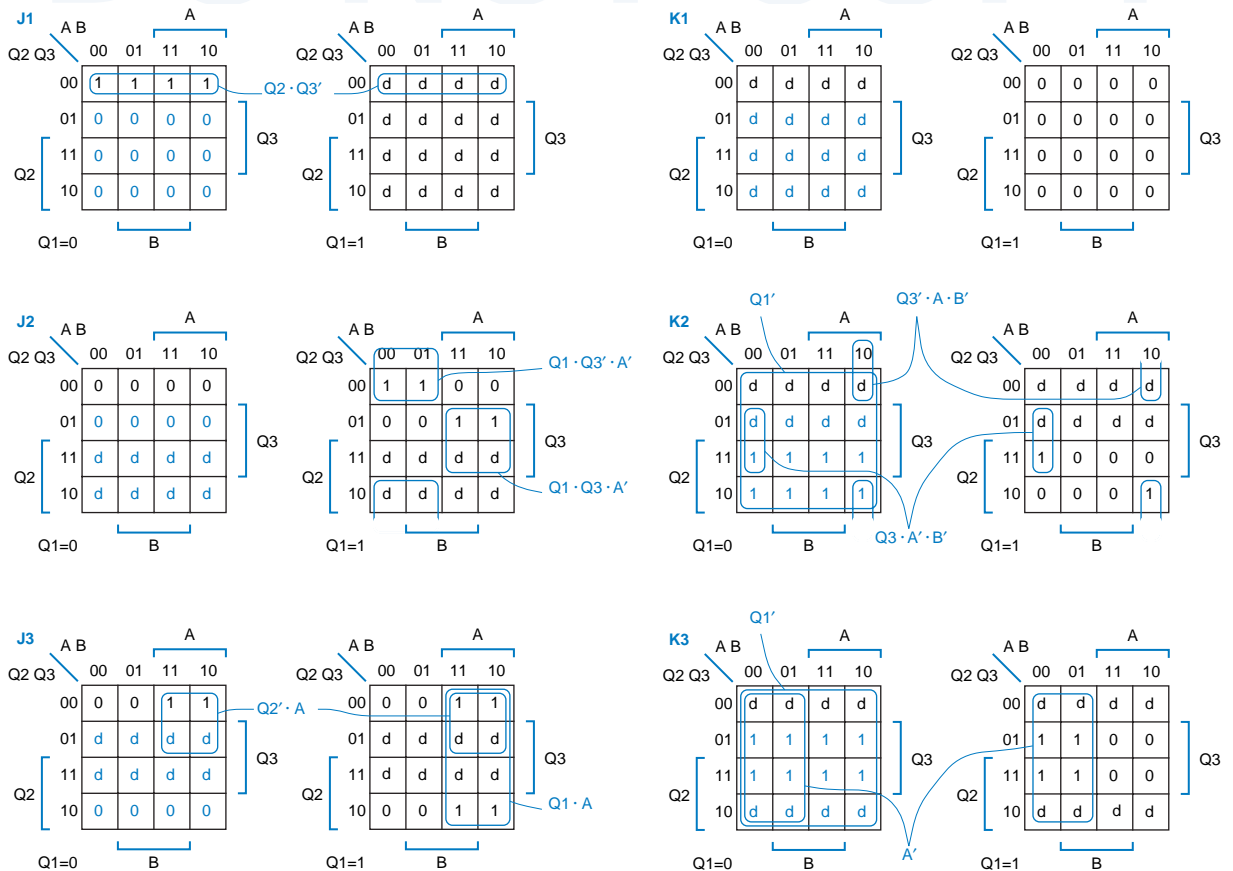 J1 A K1 A
A B A B A B A B
Q2 Q3 00 01 11 10 00 01 11 10 Q2 Q3 00 01 11 10 Q2 Q3 00 01 11 10
00 1 1 1 1 Q2 · Q3′ 00 d d d d 00 d d d d 00 0 0 0 0
01 0 0 0 0 01 d d d d 01 d d d d 01 0 0 0 0
Q3 Q3 Q3 Q3
11 0 0 0 0 11 d d d d 11 d d d d 11 0 0 0 0
Q2 Q2 Q2 Q2
10 0 0 0 0 10 d d d d 10 d d d d 10 0 0 0 0
Q1=0 B Q1=1 B Q1=0 B Q1=1 B
Q1′ Q3′ · A · B′
J2 A A K2 A A
A B A B A B A B
Q2 Q3 00 01 11 10 Q2 Q3 00 01 11 10 Q1 · Q3′ · A′ Q2 Q3 00 01 11 10 Q2 Q3 00 01 11 10
00 0 0 0 0 00 1 1 0 0 00 d d d d 00 d d d d
01 0 0 0 0 01 0 0 1 1 01 d d d d 01 d d d d
Q3 Q3 Q3 Q3
11 d d d d 11 d d d d 11 1 1 1 1 11 1 0 0 0
Q2 Q2 Q2 Q2
10 d d d d 10 d d d d Q1 · Q3 · A′ 10 1 1 1 1 10 0 0 0 1
Q3 · A′ · B′
Q1=0 B Q1=1 B Q1=0 B Q1=1 B
Q1′
J3 A A K3 A A
A B A B A B A B
Q2 Q3 00 01 11 10 Q2 Q3 00 01 11 10 Q2 Q3 00 01 11 10 Q2 Q3 00 01 11 10
00 0 0 1 1 Q2′ · A 00 0 0 1 1 00 d d d d 00 d d d d
01 d d d d 01 d d d d 01 1 1 1 1 01 1 1 0 0
Q3 Q3 Q3 Q3
11 d d d d 11 d d d d 11 1 1 1 1 11 1 1 0 0
Q2 Q2 Q2 Q2
10 0 0 0 0 10 0 0 1 1 Q1 · A 10 d d d d 10 d d d d
A′
Q1=0 B Q1=1 B Q1=0 B Q1=1 B